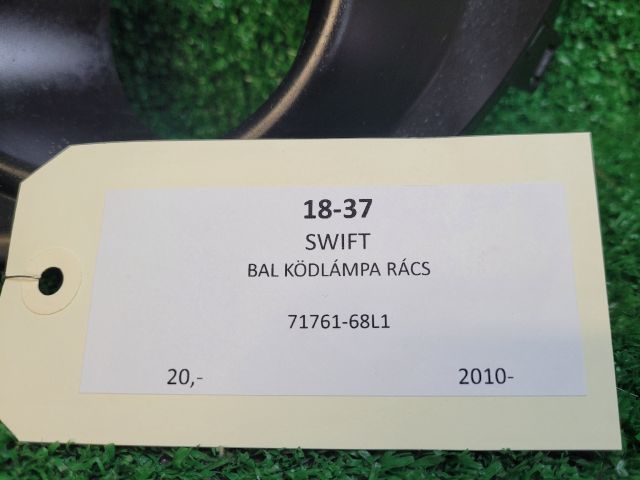 18-37
SWIFT
BAL KÖDLÁMPA RÁCS
71761-68L1
20,- 2010-